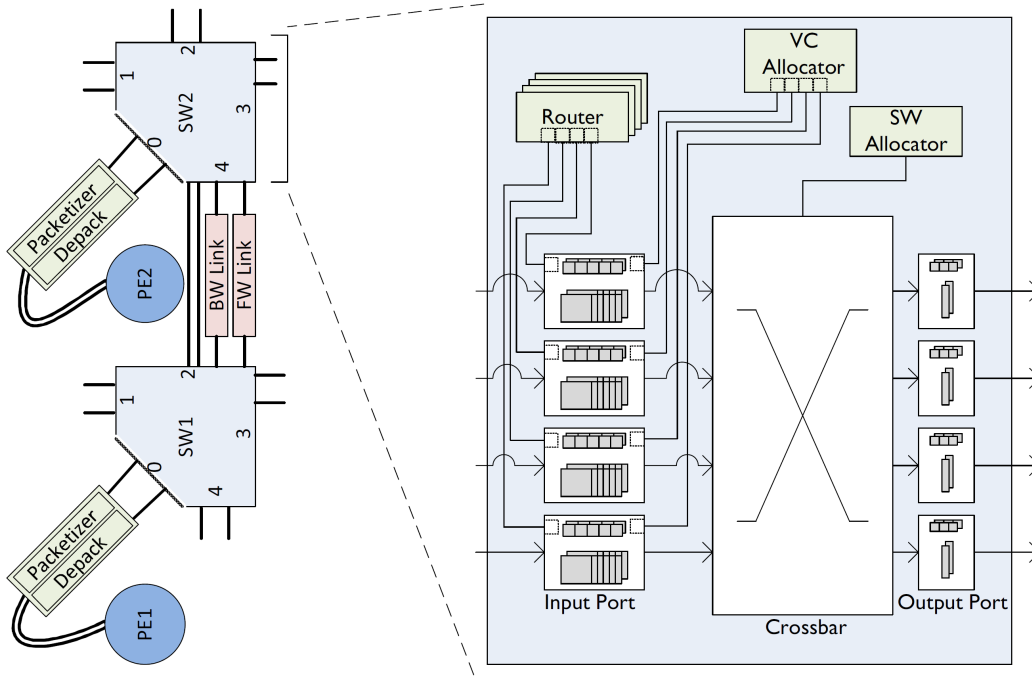 2
1
SW2
3
0
4
Packetizer
Depack
PE2
BW Link
FW Link
2
1
SW1
3
0
4
Packetizer
Depack
PE1
Router
VC
Allocator
SW
Allocator
Input Port
Crossbar
Output Port